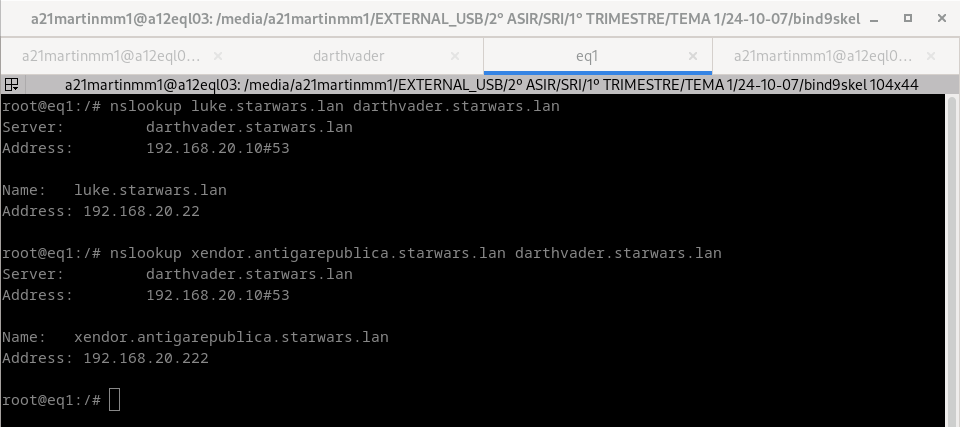 a21martinmm1@a12eql03: /media/a21martinmm1/EXTERNAL_USB/2º ASIR/SRI/1º TRIMESTRE/TEMA 1/24-10-07/bind9skel
a21martinmm1@a12eql0... darthvader eq1 a21martinmm1@a12eql0...
a21martinmm1@a12eql03: /media/a21martinmm1/EXTERNAL_USB/2º ASIR/SRI/1º TRIMESTRE/TEMA 1/24-10-07/bind9skel 104x44
root@eq1:/# nslookup luke.starwars.lan darthvader.starwars.lan
Server:        darthvader.starwars.lan
Address:        192.168.20.10#53
Name:   luke.starwars.lan
Address: 192.168.20.22
root@eq1:/# nslookup xendor.antigarepublica.starwars.lan darthvader.starwars.lan
Server:        darthvader.starwars.lan
Address:        192.168.20.10#53
Name:   xendor.antigarepublica.starwars.lan
Address: 192.168.20.222
root@eq1:/#